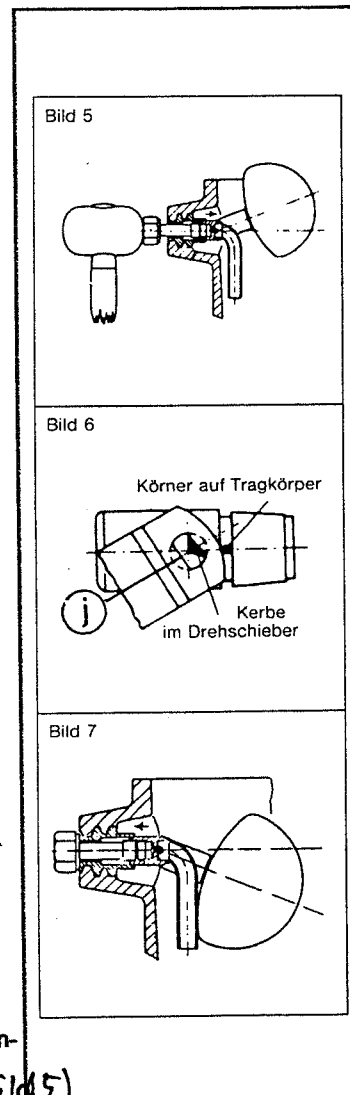 Bild 5
Bild 6
Körner auf Tragkörper
j
Kerbe
im Drehschieber
Bild 7